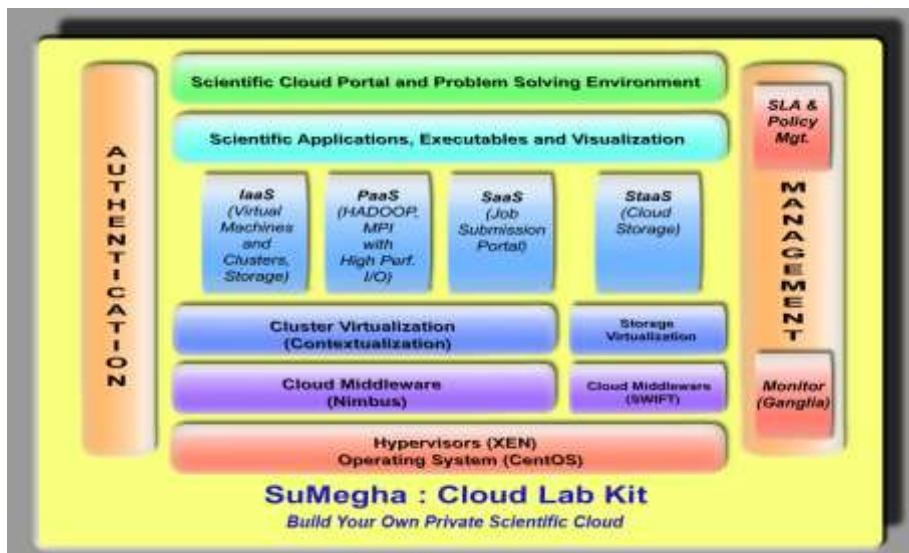 AUTHENTICATION
Scientific Cloud Portal and Problem Solving Environment
Scientific Applications, Executables and Visualization
IaaS
(Virtual
Machines
and
Clusters,
Storage)
PaaS
(HADOOP,
MPI
with
High Perf.
I/O)
SaaS
(Job
Submission
Portal)
StaaS
(Cloud
Storage)
Cluster Virtualization
(Contextualization)
Storage
Virtualization
Cloud Middleware
(Nimbus)
Cloud Middleware
(SWIFT)
Hypervisors (XEN)
Operating System (CentOS)
SLA &
Policy
Mgt.
MANAGEMENT
Monitor
(Ganglia)
SuMegha : Cloud Lab Kit
Build Your Own Private Scientific Cloud